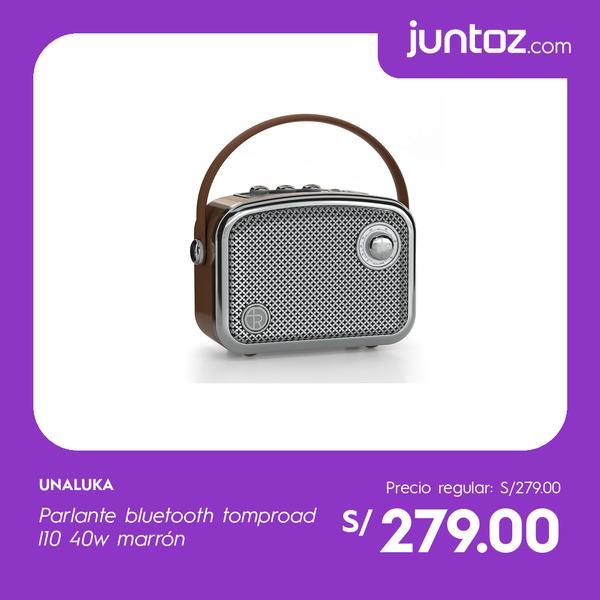 juntoz.com
UNALUKA
Parlante bluetooth tomproad
l10 40w marrón
Precio regular: S/279.00
S/ 279.00